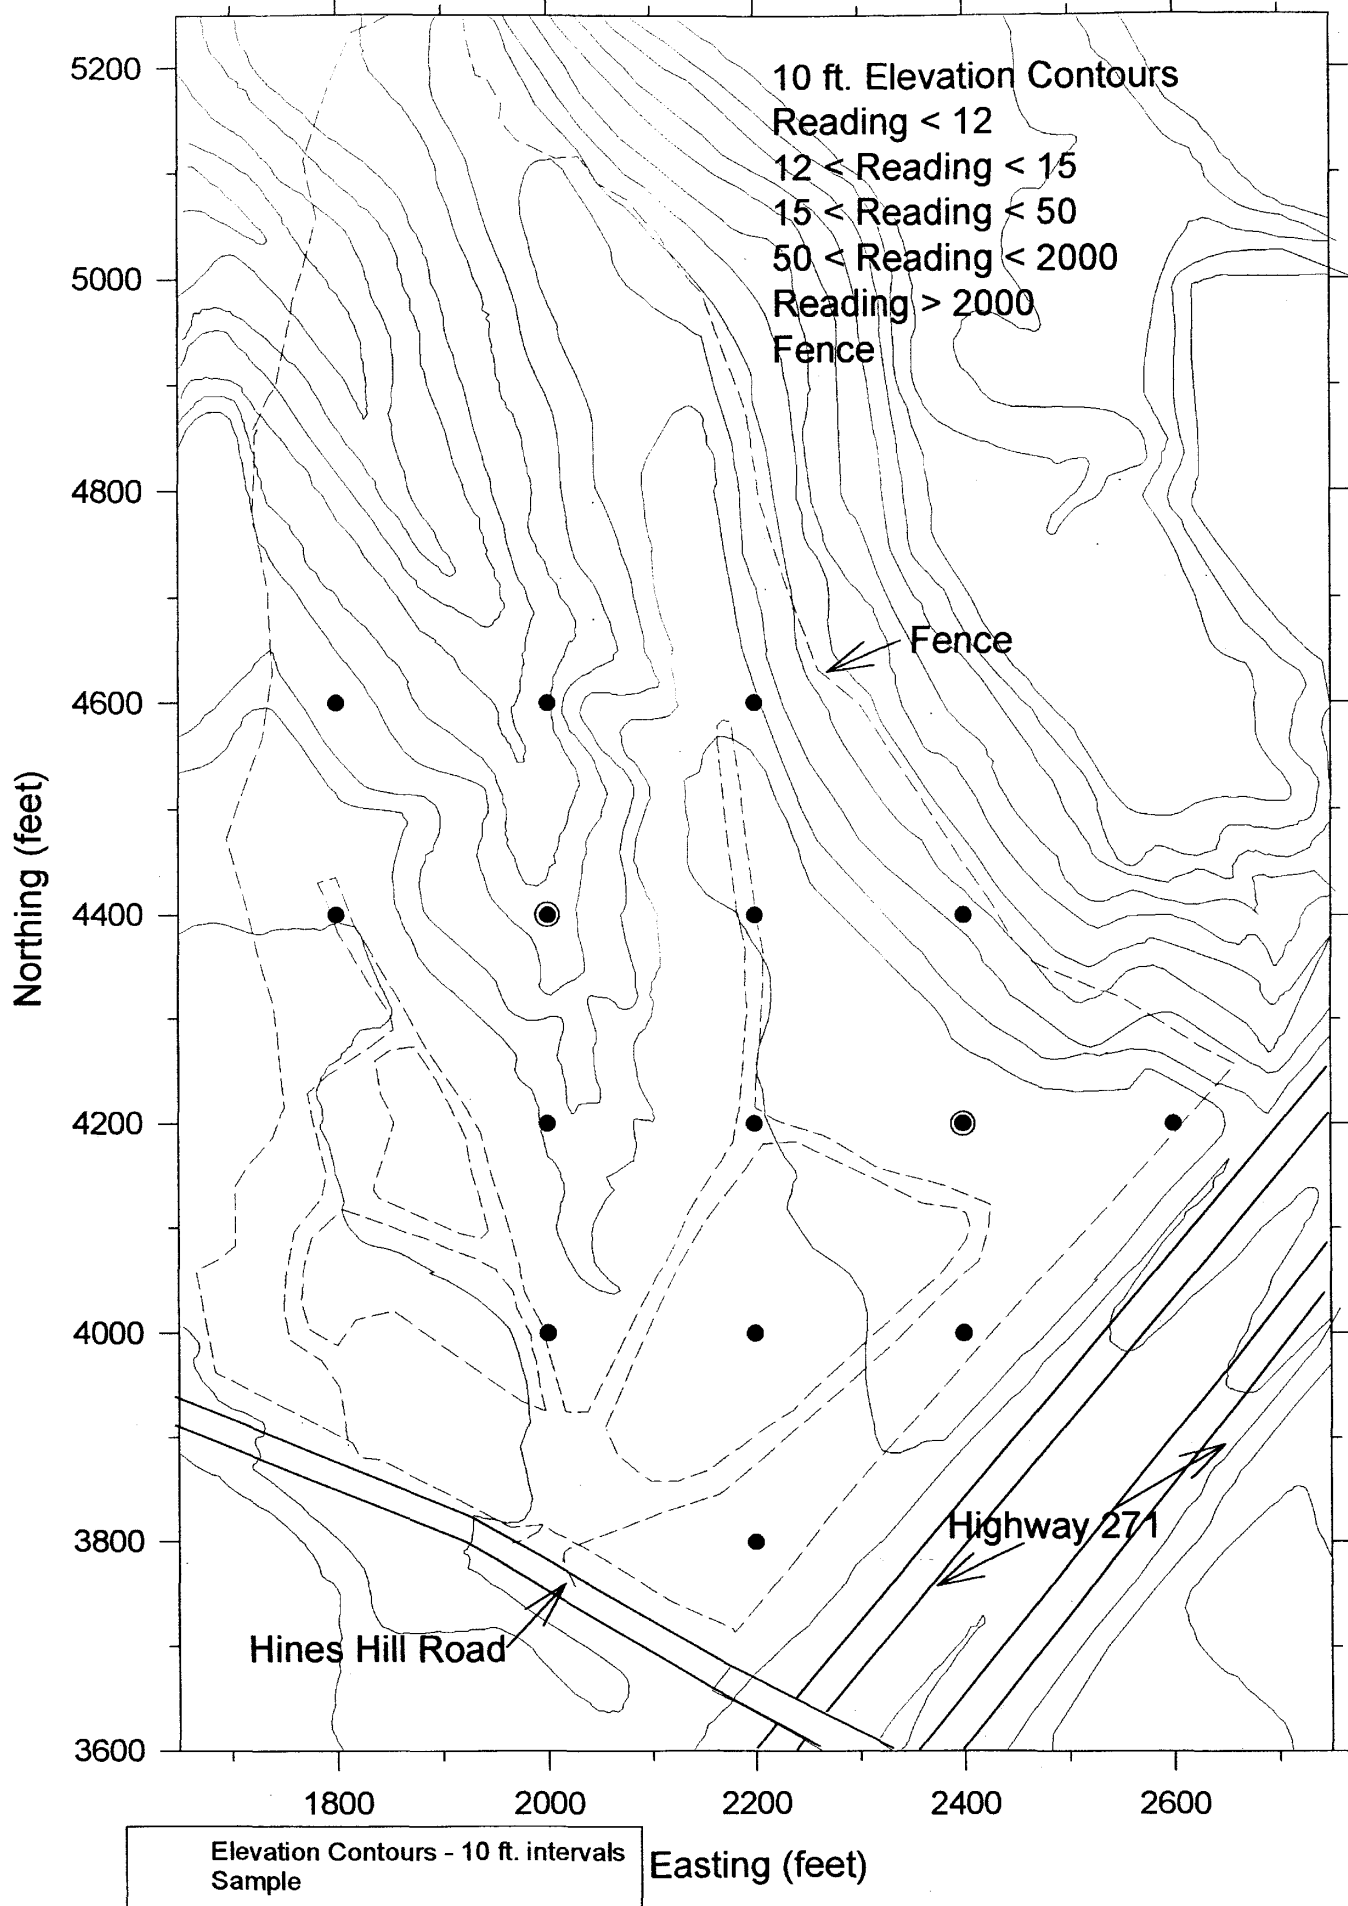 10 ft. Elevation Contours
Reading < 12
12 < Reading < 15
15 < Reading < 50
50 < Reading < 2000
Reading > 2000
Fence
5200
5000
4800
4600
4400
4200
4000
3800
3600
Northing (feet)
Fence
Highway 271
Hines Hill Road
1800
2000
2200
2400
2600
Easting (feet)
Elevation Contours - 10 ft. intervals
Sample